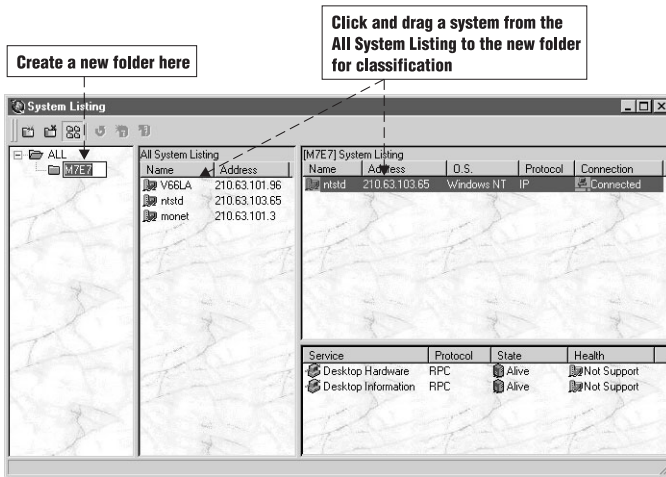 Click and drag a system from the
All System Listing to the new folder
for classification
Create a new folder here
System Listing
ALL
M7E7
All System Listing
Name Address
V66LA 210.63.101.96
ntstd 210.63.103.65
monet 210.63.101.3
[M7E7] System Listing
Name Address O.S. Protocol Connection
ntstd 210.63.103.65 Windows NT IP Connected
Service Protocol State Health
Desktop Hardware RPC Alive Not Support
Desktop Information RPC Alive Not Support